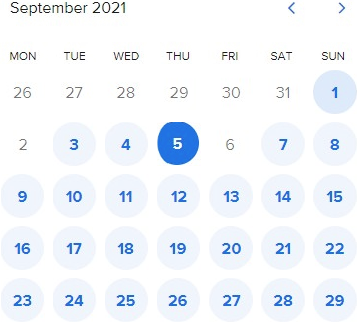 September 2021
MON TUE WED THU FRI SAT SUN
26 27 28 29 30 31 1
2 3 4 5 6 7 8
9 10 11 12 13 14 15
16 17 18 19 20 21 22
23 24 25 26 27 28 29